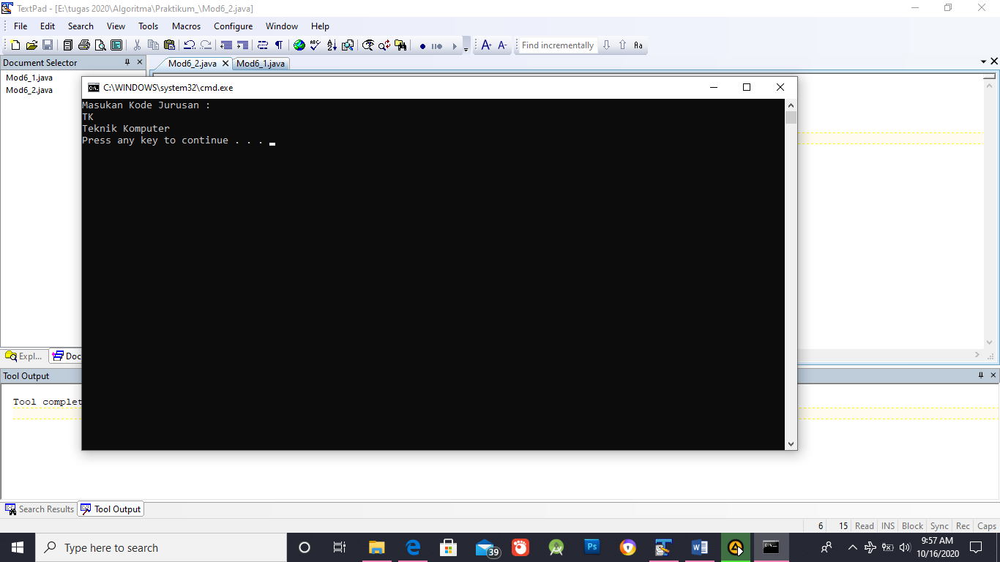 TextPad - [E:\tugas 2020\Algoritma\Praktikum_\Mod6_2.java]
File Edit Search View Tools Macros Configure Window Help
Find incrementally
Document Selector
Mod6_2.java
Mod6_1.java
Mod6_1.java
Mod6_2.java
C:\WINDOWS\system32\cmd.exe
Masukan Kode Jurusan :
TK
Teknik Komputer
Press any key to continue . . .
Expl... Doc
Tool Output
Tool complet
Search Results Tool Output
6 15 Read INS Block Sync Rec Caps
Type here to search
39
Ps
9:57 AM
10/16/2020